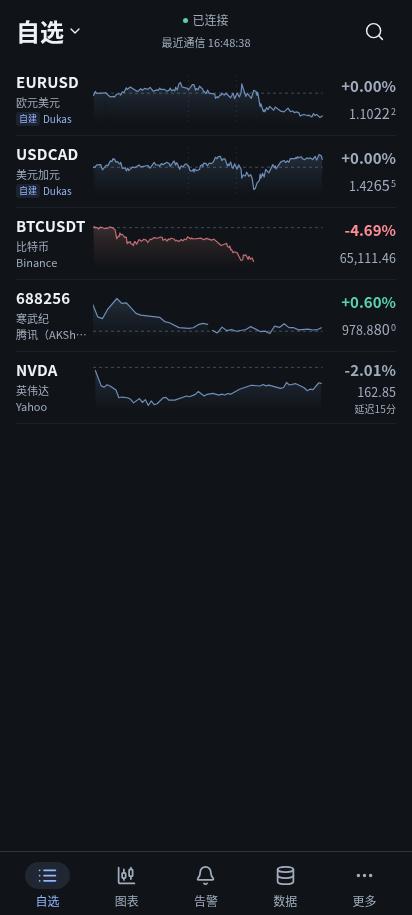 自选
已连接
最近通信 16:48:38
EURUSD
欧元美元
自建 Dukas
+0.00%
1.10222
USDCAD
美元加元
自建 Dukas
+0.00%
1.42655
BTCUSDT
比特币
Binance
-4.69%
65,111.46
688256
寒武纪
腾讯（AKSh…
+0.60%
978.8800
NVDA
英伟达
Yahoo
-2.01%
162.85
延迟15分
自选 图表 告警 数据 更多